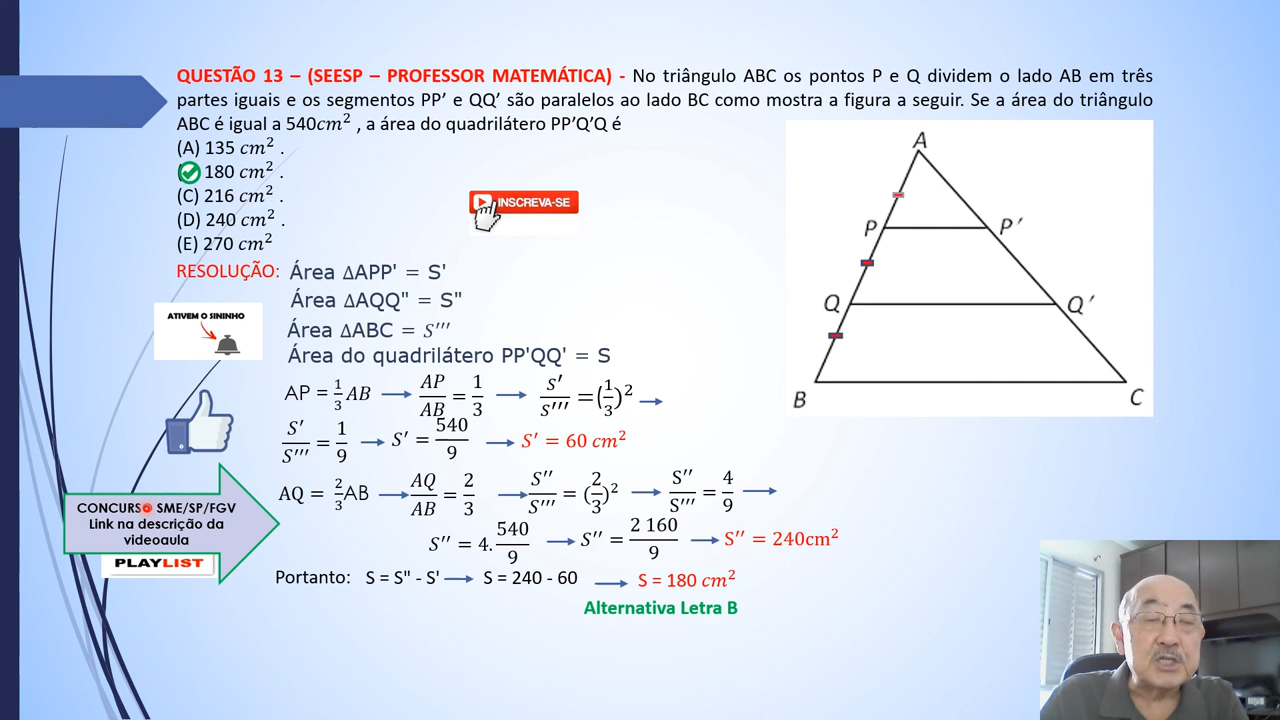 QUESTÃO 13 – (SEESP – PROFESSOR MATEMÁTICA) - No triângulo ABC os pontos P e Q dividem o lado AB em três
partes iguais e os segmentos PP’ e QQ’ são paralelos ao lado BC como mostra a figura a seguir. Se a área do triângulo
ABC é igual a 540cm² , a área do quadrilátero PP’Q’Q é
(A) 135 cm² .
180 cm² .
(C) 216 cm² .
(D) 240 cm² .
(E) 270 cm²
INSCREVA-SE
A
P P'
Q Q'
B C
RESOLUÇÃO: Área ∆APP' = S'
Área ∆AQQ" = S"
ATIVEM O SININHO
Área ∆ABC = S′′′
Área do quadrilátero PP'QQ' = S
AP = 1/3 AB → AP/AB = 1/3 → S′/S′′′ = (1/3)² →
S′/S′′′ = 1/9 → S′ = 540/9 → S′ = 60 cm²
AQ = 2/3 AB → AQ/AB = 2/3 → S′′/S′′′ = (2/3)² → S′′/S′′′ = 4/9 →
S′′ = 4. 540/9 → S′′ = 2 160/9 → S′′ = 240cm²
CONCURSO SME/SP/FGV
Link na descrição da
videoaula
PLAYLIST
Portanto: S = S" - S' → S = 240 - 60 → S = 180 cm²
Alternativa Letra B